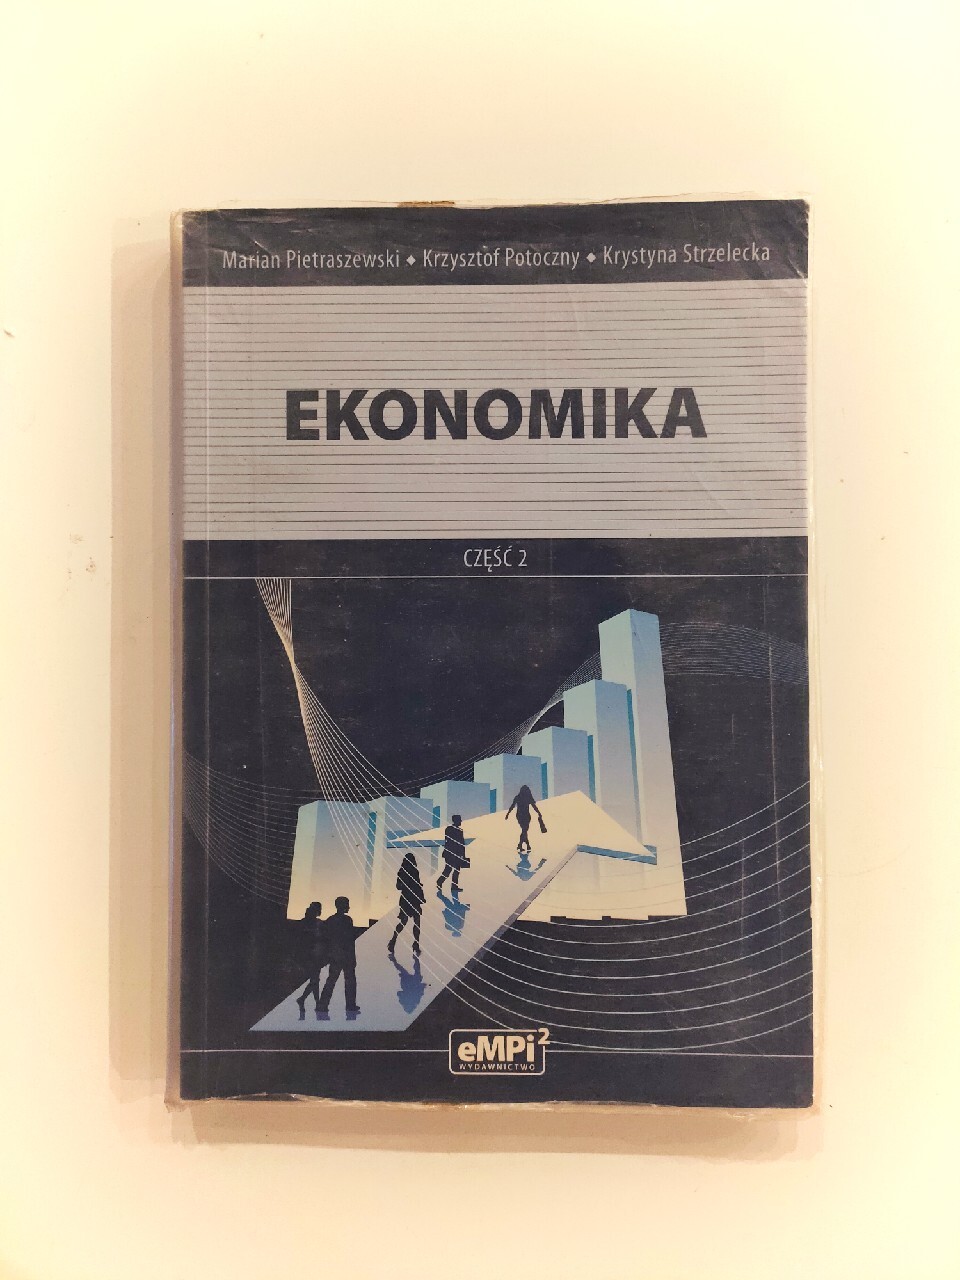 Marian Pietraszewski ◆ Krzysztof Potoczny ◆ Krystyna Strzelecka
EKONOMIKA
CZĘŚĆ 2
eMPi²
WYDAWNICTWO